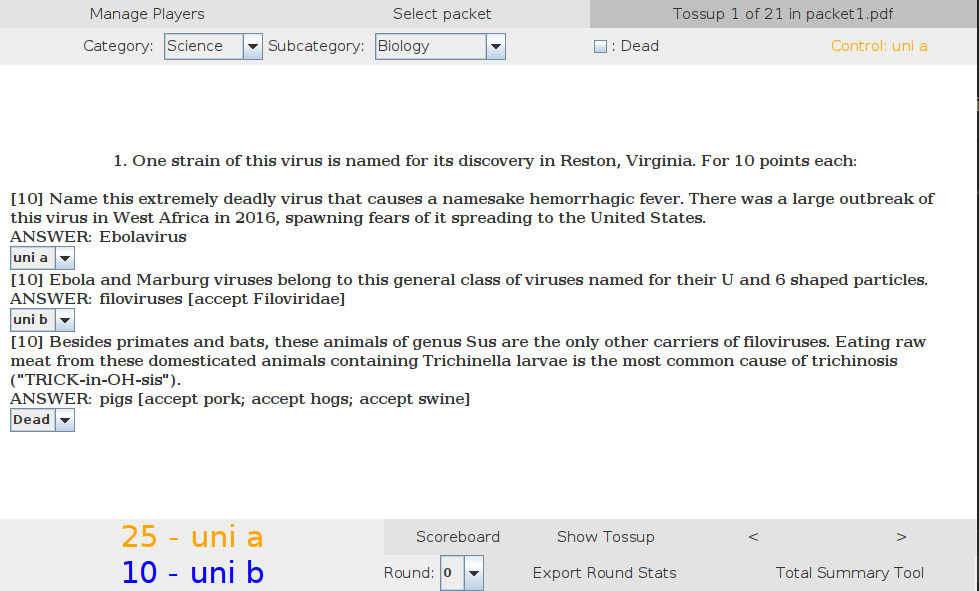 Manage Players Select packet Tossup 1 of 21 in packet1.pdf
Category: Science Subcategory: Biology : Dead Control: uni a
1. One strain of this virus is named for its discovery in Reston, Virginia. For 10 points each:
[10] Name this extremely deadly virus that causes a namesake hemorrhagic fever. There was a large outbreak of
this virus in West Africa in 2016, spawning fears of it spreading to the United States.
ANSWER: Ebolavirus
uni a
[10] Ebola and Marburg viruses belong to this general class of viruses named for their U and 6 shaped particles.
ANSWER: filoviruses [accept Filoviridae]
uni b
[10] Besides primates and bats, these animals of genus Sus are the only other carriers of filoviruses. Eating raw
meat from these domesticated animals containing Trichinella larvae is the most common cause of trichinosis
("TRICK-in-OH-sis").
ANSWER: pigs [accept pork; accept hogs; accept swine]
Dead
25 - uni a Scoreboard Show Tossup < >
10 - uni b Round: 0 Export Round Stats Total Summary Tool